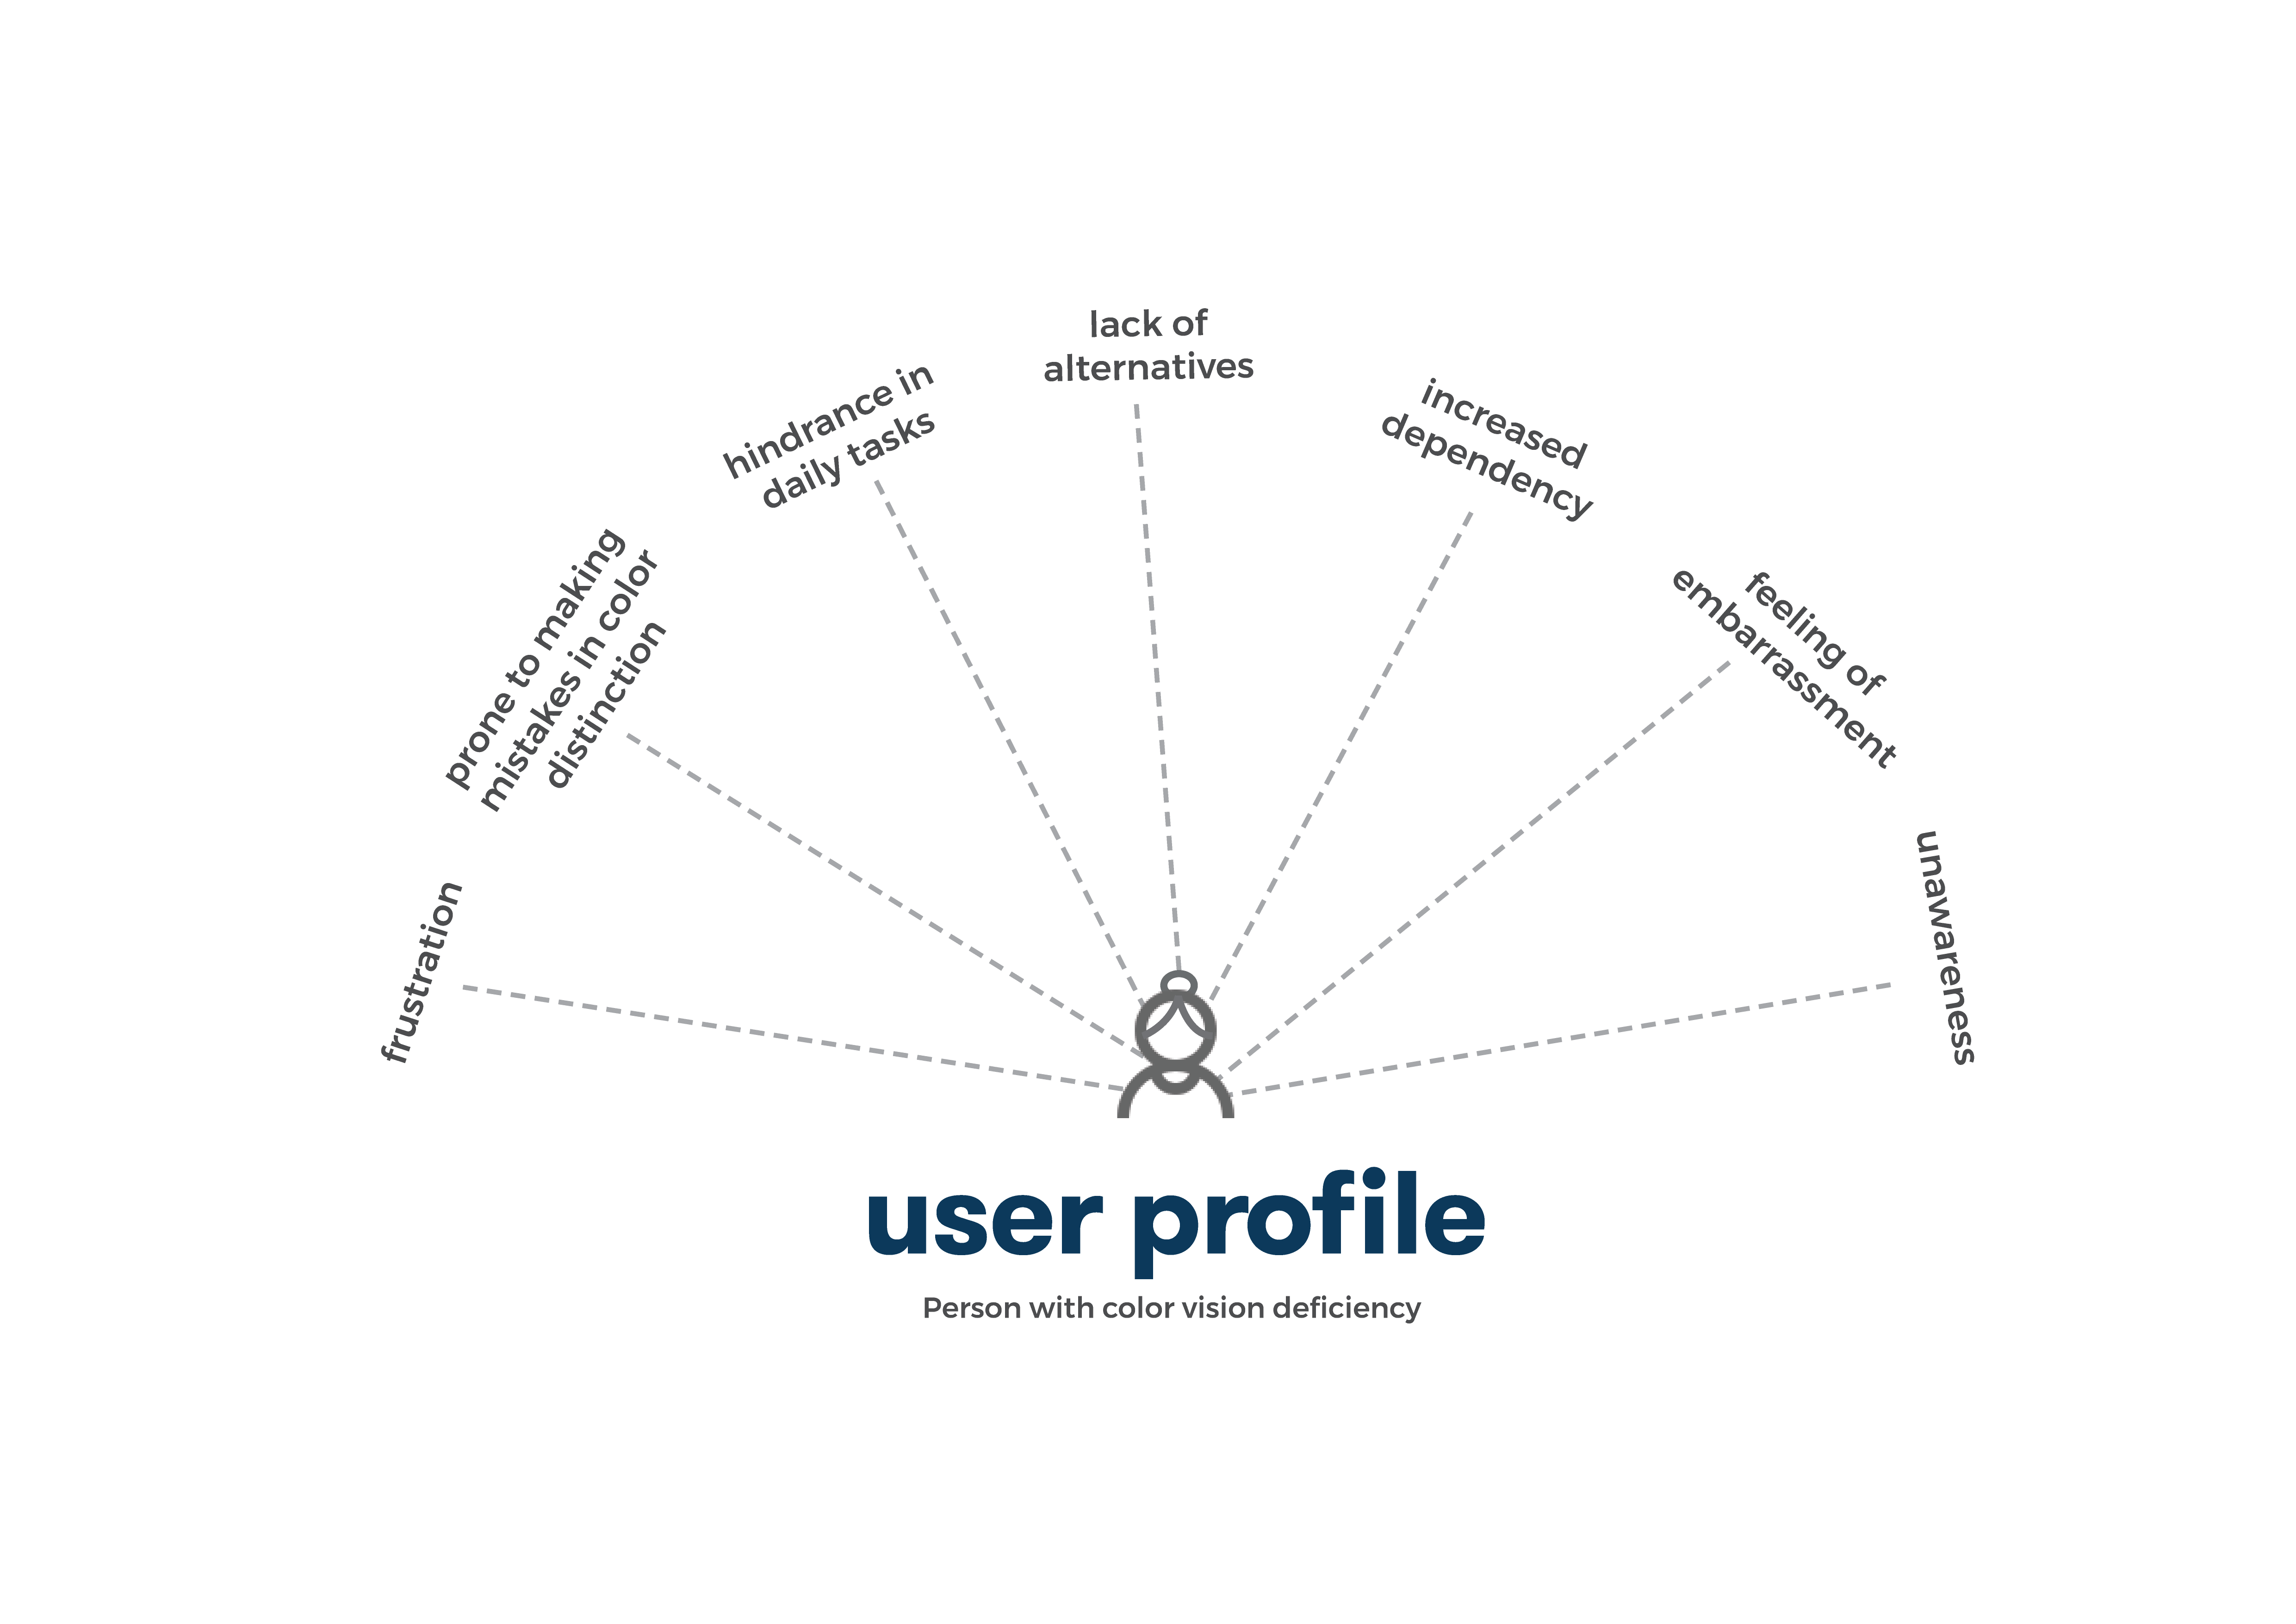 frustration
prone to making
mistakes in color
distinction
hindrance in
daily tasks
lack of
alternatives
increased
dependency
feeling of
embarrassment
unawareness
user profile
Person with color vision deficiency